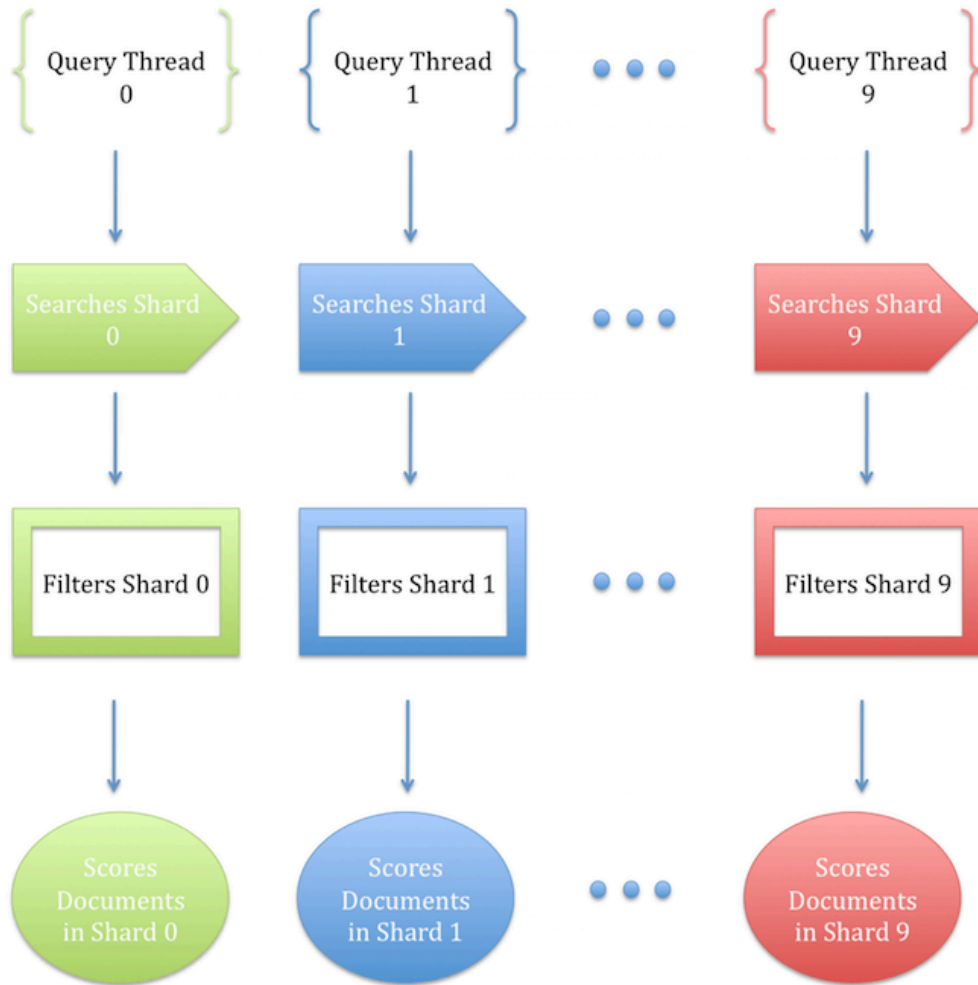 Query Thread
0
Query Thread
1
Query Thread
9
Searches Shard
0
Searches Shard
1
Searches Shard
9
Filters Shard 0
Filters Shard 1
Filters Shard 9
Scores
Documents
in Shard 0
Scores
Documents
in Shard 1
Scores
Documents
in Shard 9